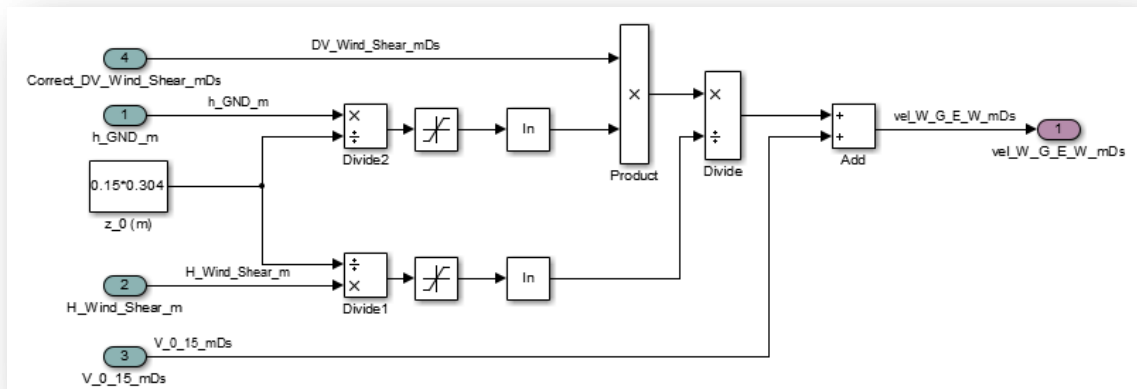 4
DV_Wind_Shear_mDs
Correct_DV_Wind_Shear_mDs
1
h_GND_m
h_GND_m
×
÷
Divide2
ln
×
Product
×
÷
Divide
+
+
Add
vel_W_G_E_W_mDs
1
vel_W_G_E_W_mDs
0.15*0.304
z_0 (m)
2
H_Wind_Shear_m
H_Wind_Shear_m
÷
×
Divide1
ln
3
V_0_15_mDs
V_0_15_mDs